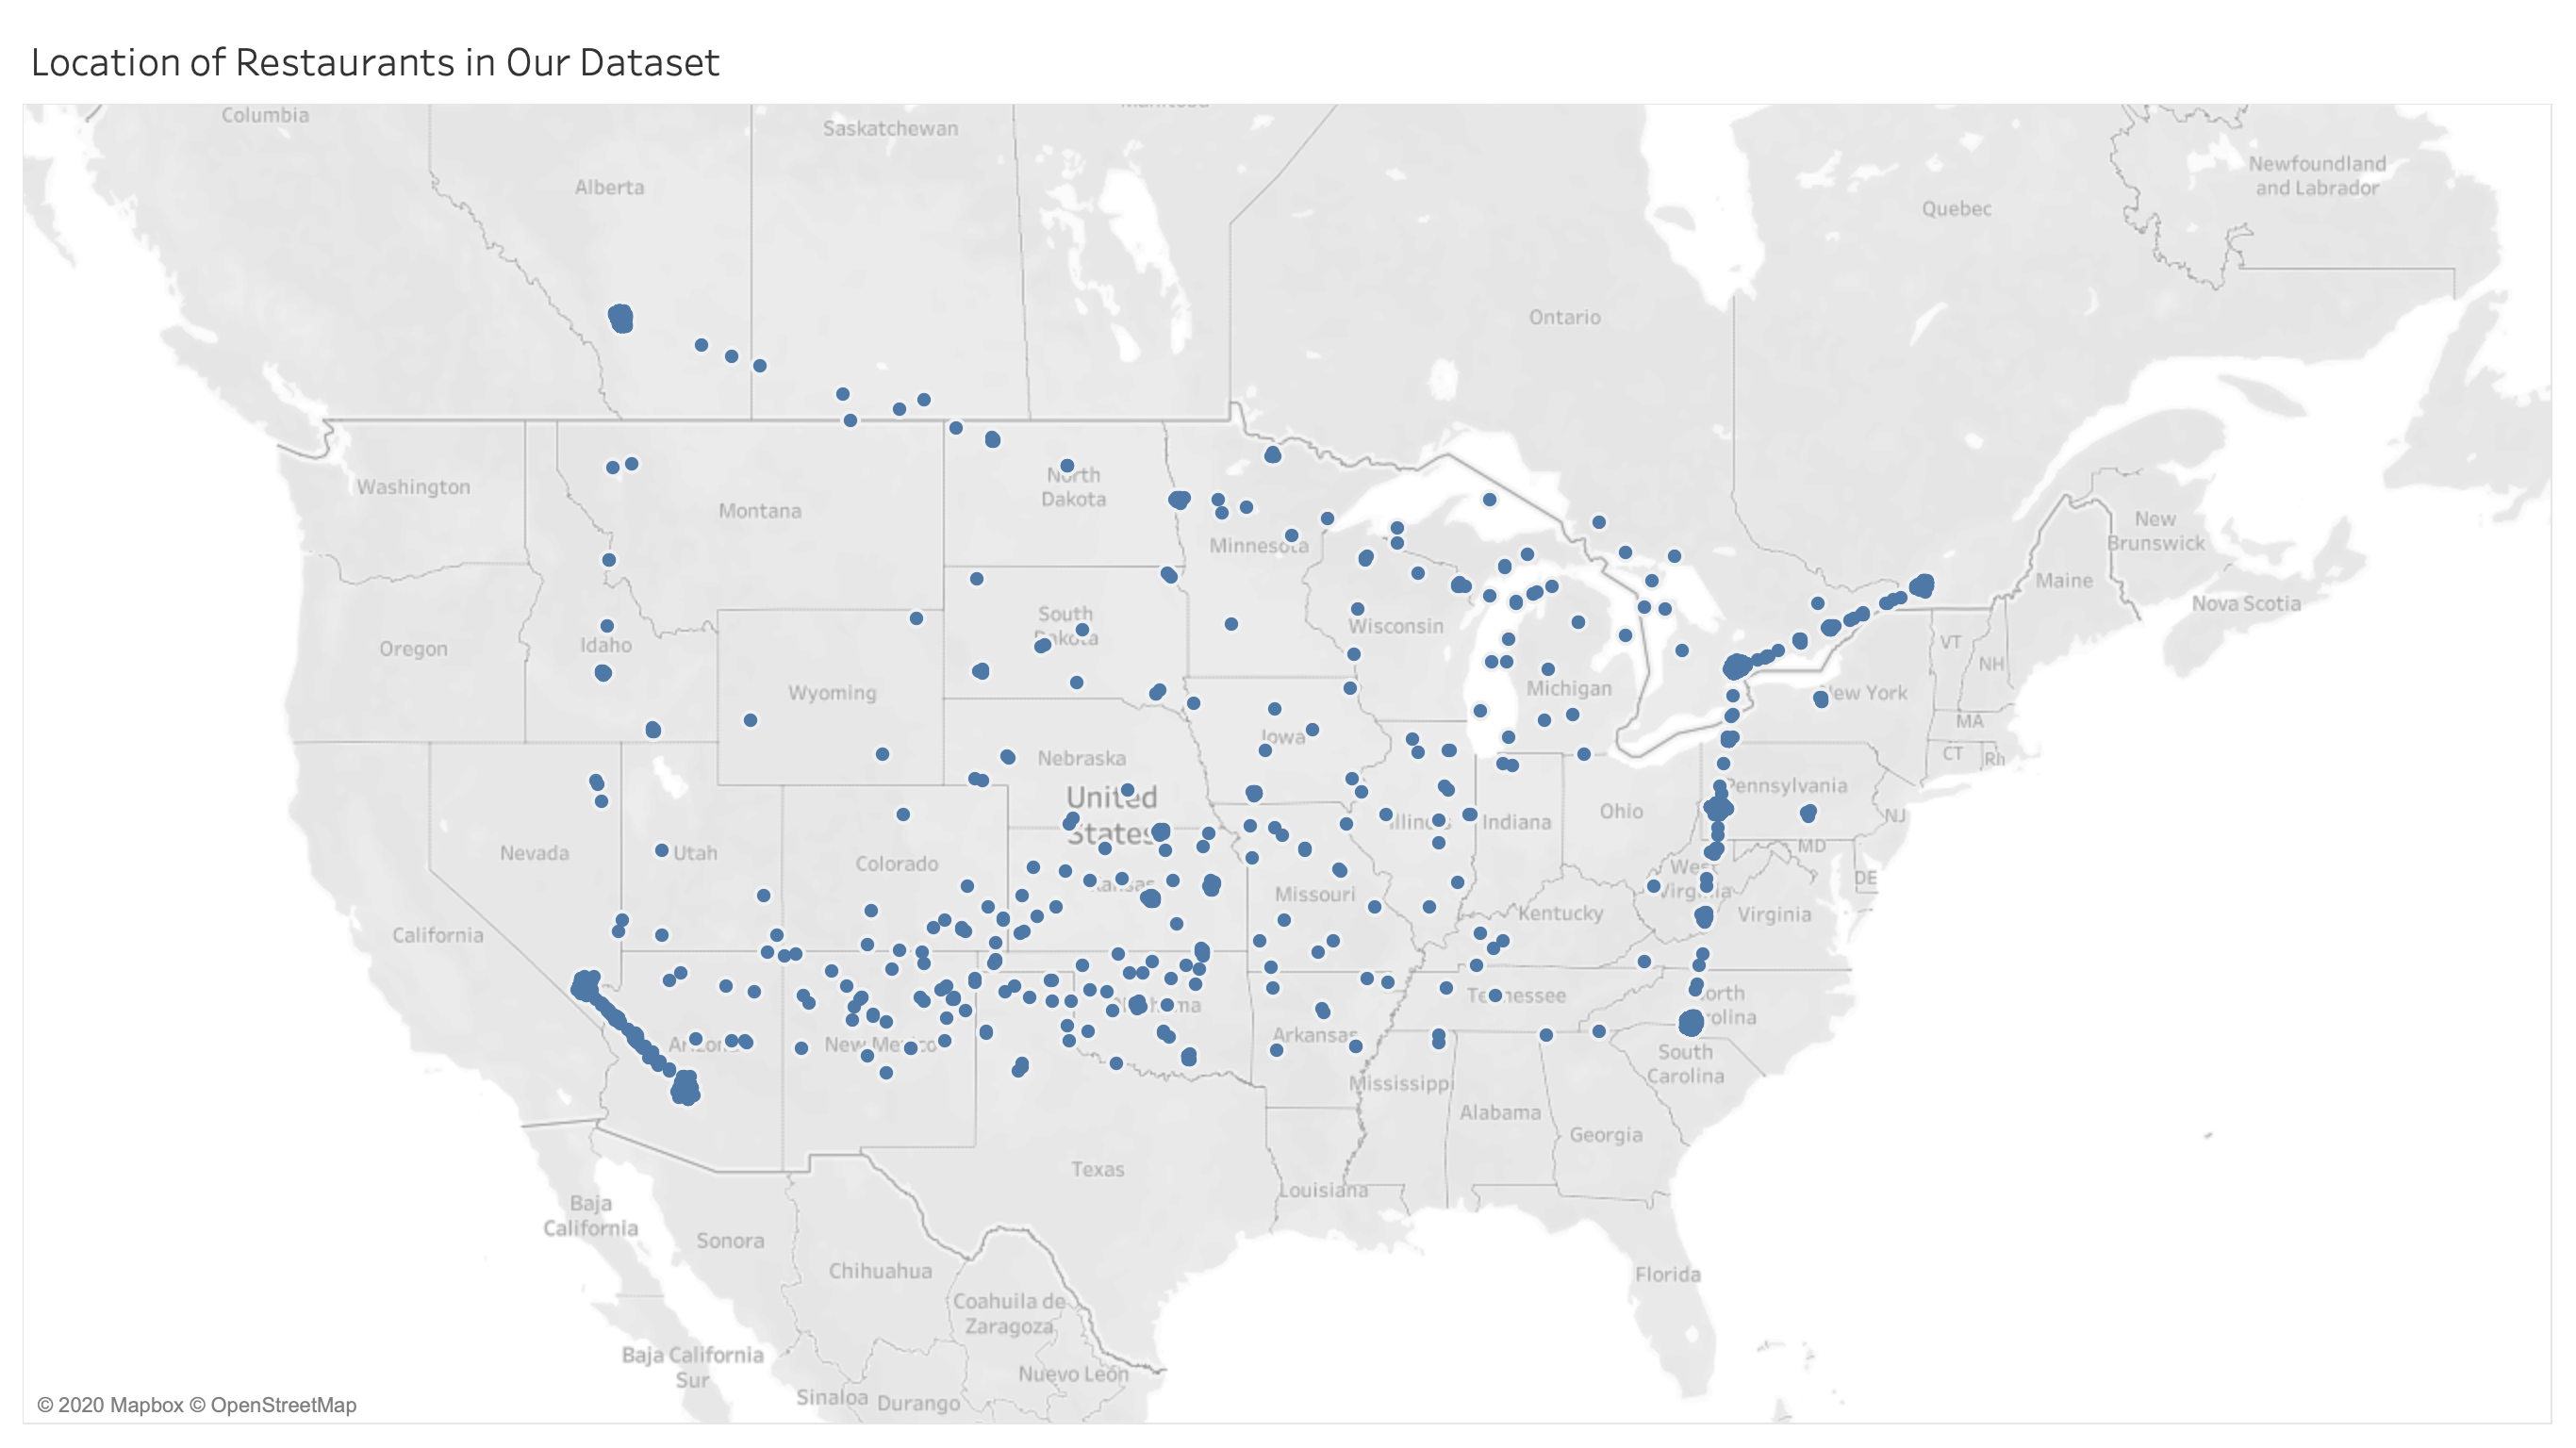 Location of Restaurants in Our Dataset
Columbia
Saskatchewan
Manitoba
Alberta
Newfoundland
and Labrador
Quebec
Ontario
Washington
North
Dakota
Montana
Minnesota
New
Brunswick
Maine
Nova Scotia
Oregon
Idaho
South
Dakota
Wisconsin
VT
NH
Wyoming
Michigan
New York
MA
CT
Rh
Iowa
Nebraska
United
States
Pennsylvania
Illinois
Indiana
Ohio
NJ
Nevada
Utah
Colorado
MD
West
Virginia
DE
Kansas
Missouri
Kentucky
Virginia
California
Oklahoma
Tennessee
North
Carolina
Arizona
New Mexico
Arkansas
South
Carolina
Mississippi
Alabama
Georgia
Texas
Louisiana
Baja
California
Sonora
Chihuahua
Florida
Coahuila de
Zaragoza
Baja California
Sur
Nuevo León
Sinaloa
Durango
© 2020 Mapbox © OpenStreetMap